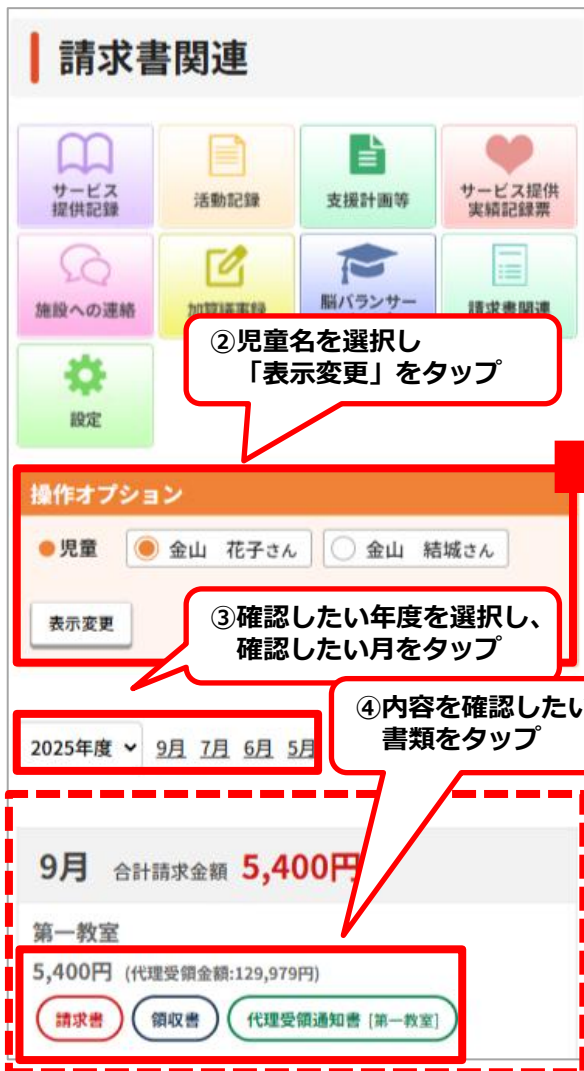 請求書関連
サービス
提供記録
活動記録
支援計画等
サービス提供
実績記録票
施設への連絡
加算議事録
脳バランサー
請求書関連
②児童名を選択し
「表示変更」をタップ
設定
操作オプション
●児童 金山 花子さん 金山 結城さん
表示変更
③確認したい年度を選択し、
確認したい月をタップ
④内容を確認したい
書類をタップ
2025年度 9月 7月 6月 5月
9月 合計請求金額 5,400円
第一教室
5,400円 (代理受領金額:129,979円)
請求書 領収書 代理受領通知書 [第一教室]